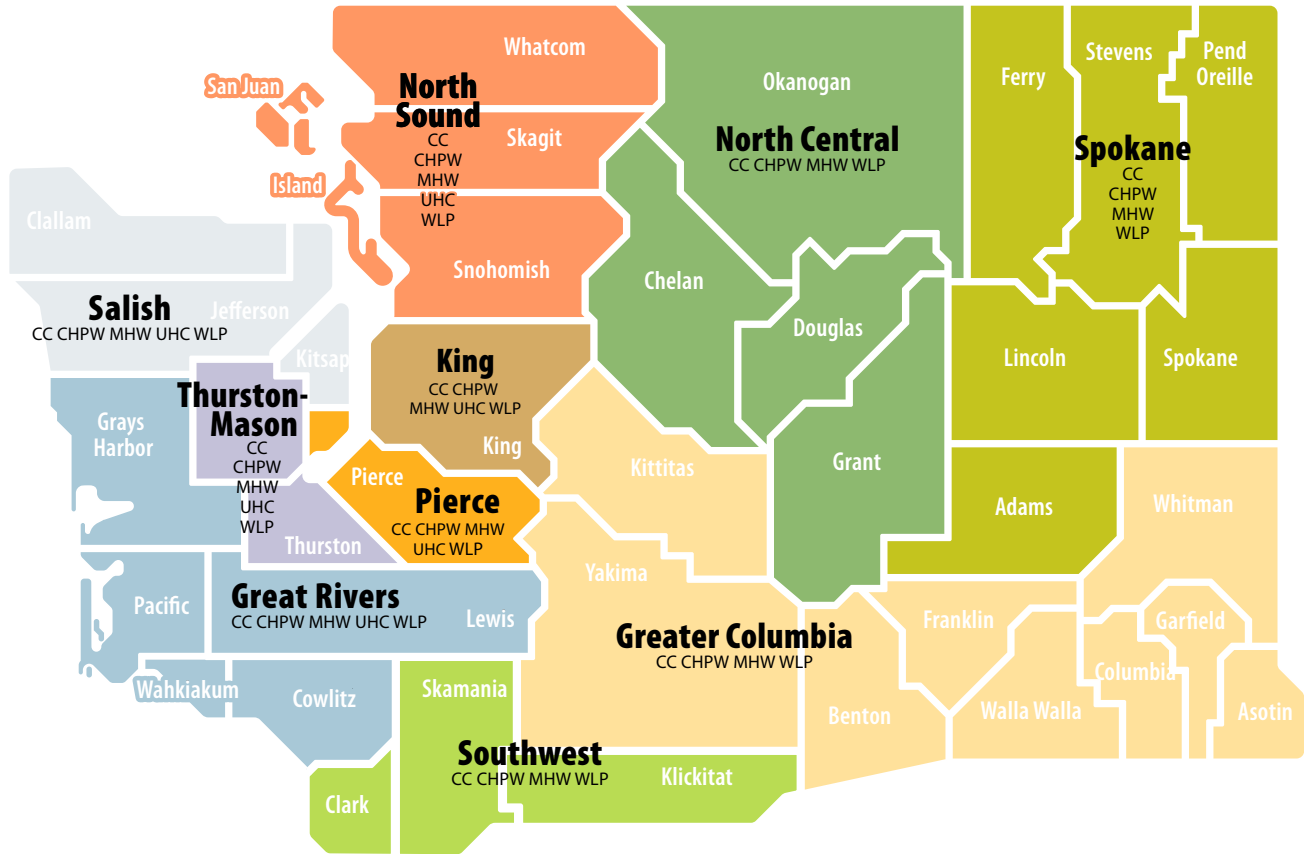 Whatcom
San Juan
North
Sound
CC
CHPW
MHW
UHC
WLP
Skagit
Island
Snohomish
Okanogan
North Central
CC CHPW MHW WLP
Chelan
Douglas
Grant
Ferry
Stevens
Pend
Oreille
Spokane
CC
CHPW
MHW
WLP
Lincoln
Spokane
Adams
Clallam
Jefferson
Salish
CC CHPW MHW UHC WLP
Kitsap
King
CC CHPW
MHW UHC WLP
King
Thurston-
Mason
CC
CHPW
MHW
UHC
WLP
Thurston
Grays
Harbor
Pierce
Pierce
CC CHPW MHW
UHC WLP
Kittitas
Yakima
Whitman
Pacific
Great Rivers
CC CHPW MHW UHC WLP
Lewis
Greater Columbia
CC CHPW MHW WLP
Franklin
Garfield
Columbia
Wahkiakum
Cowlitz
Skamania
Benton
Walla Walla
Asotin
Southwest
CC CHPW MHW WLP
Klickitat
Clark